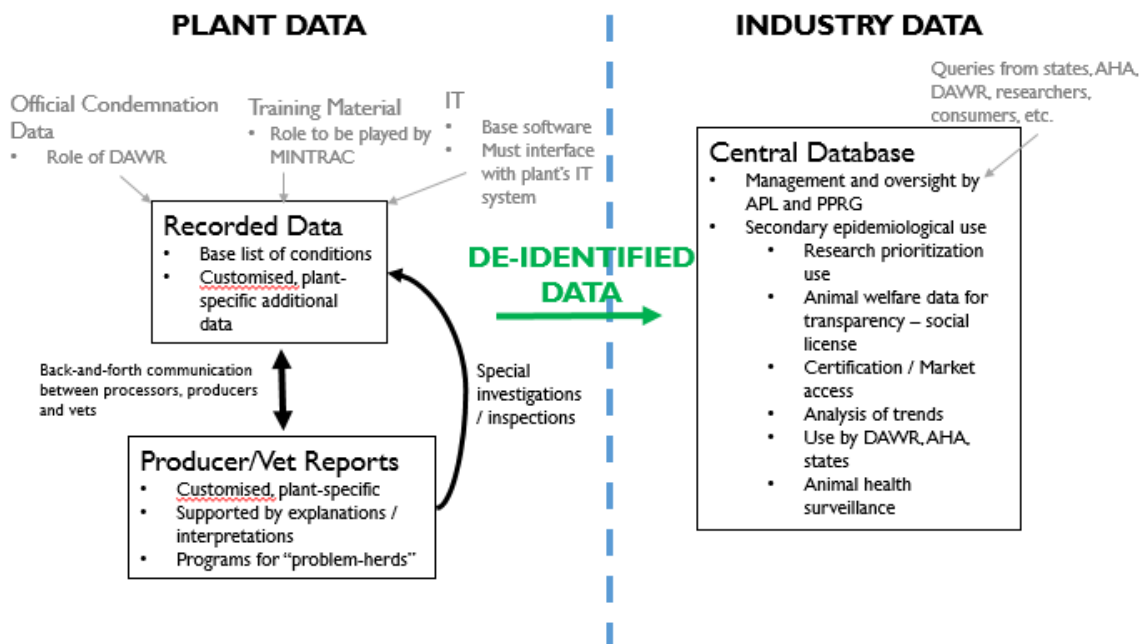 PLANT DATA
INDUSTRY DATA
Official Condemnation
Data
• Role of DAWR
Training Material
• Role to be played by
MINTRAC
IT
• Base software
• Must interface
with plant's IT
system
Queries from states, AHA,
DAWR, researchers,
consumers, etc.
Recorded Data
• Base list of conditions
• Customised, plant-
specific additional
data
DE-IDENTIFIED
DATA
Central Database
• Management and oversight by
APL and PPRG
• Secondary epidemiological use
• Research prioritization
use
• Animal welfare data for
transparency – social
license
• Certification / Market
access
• Analysis of trends
• Use by DAWR, AHA,
states
• Animal health
surveillance
Back-and-forth communication
between processors, producers
and vets
Special
investigations
/ inspections
Producer/Vet Reports
• Customised, plant-specific
• Supported by explanations /
interpretations
• Programs for “problem-herds”